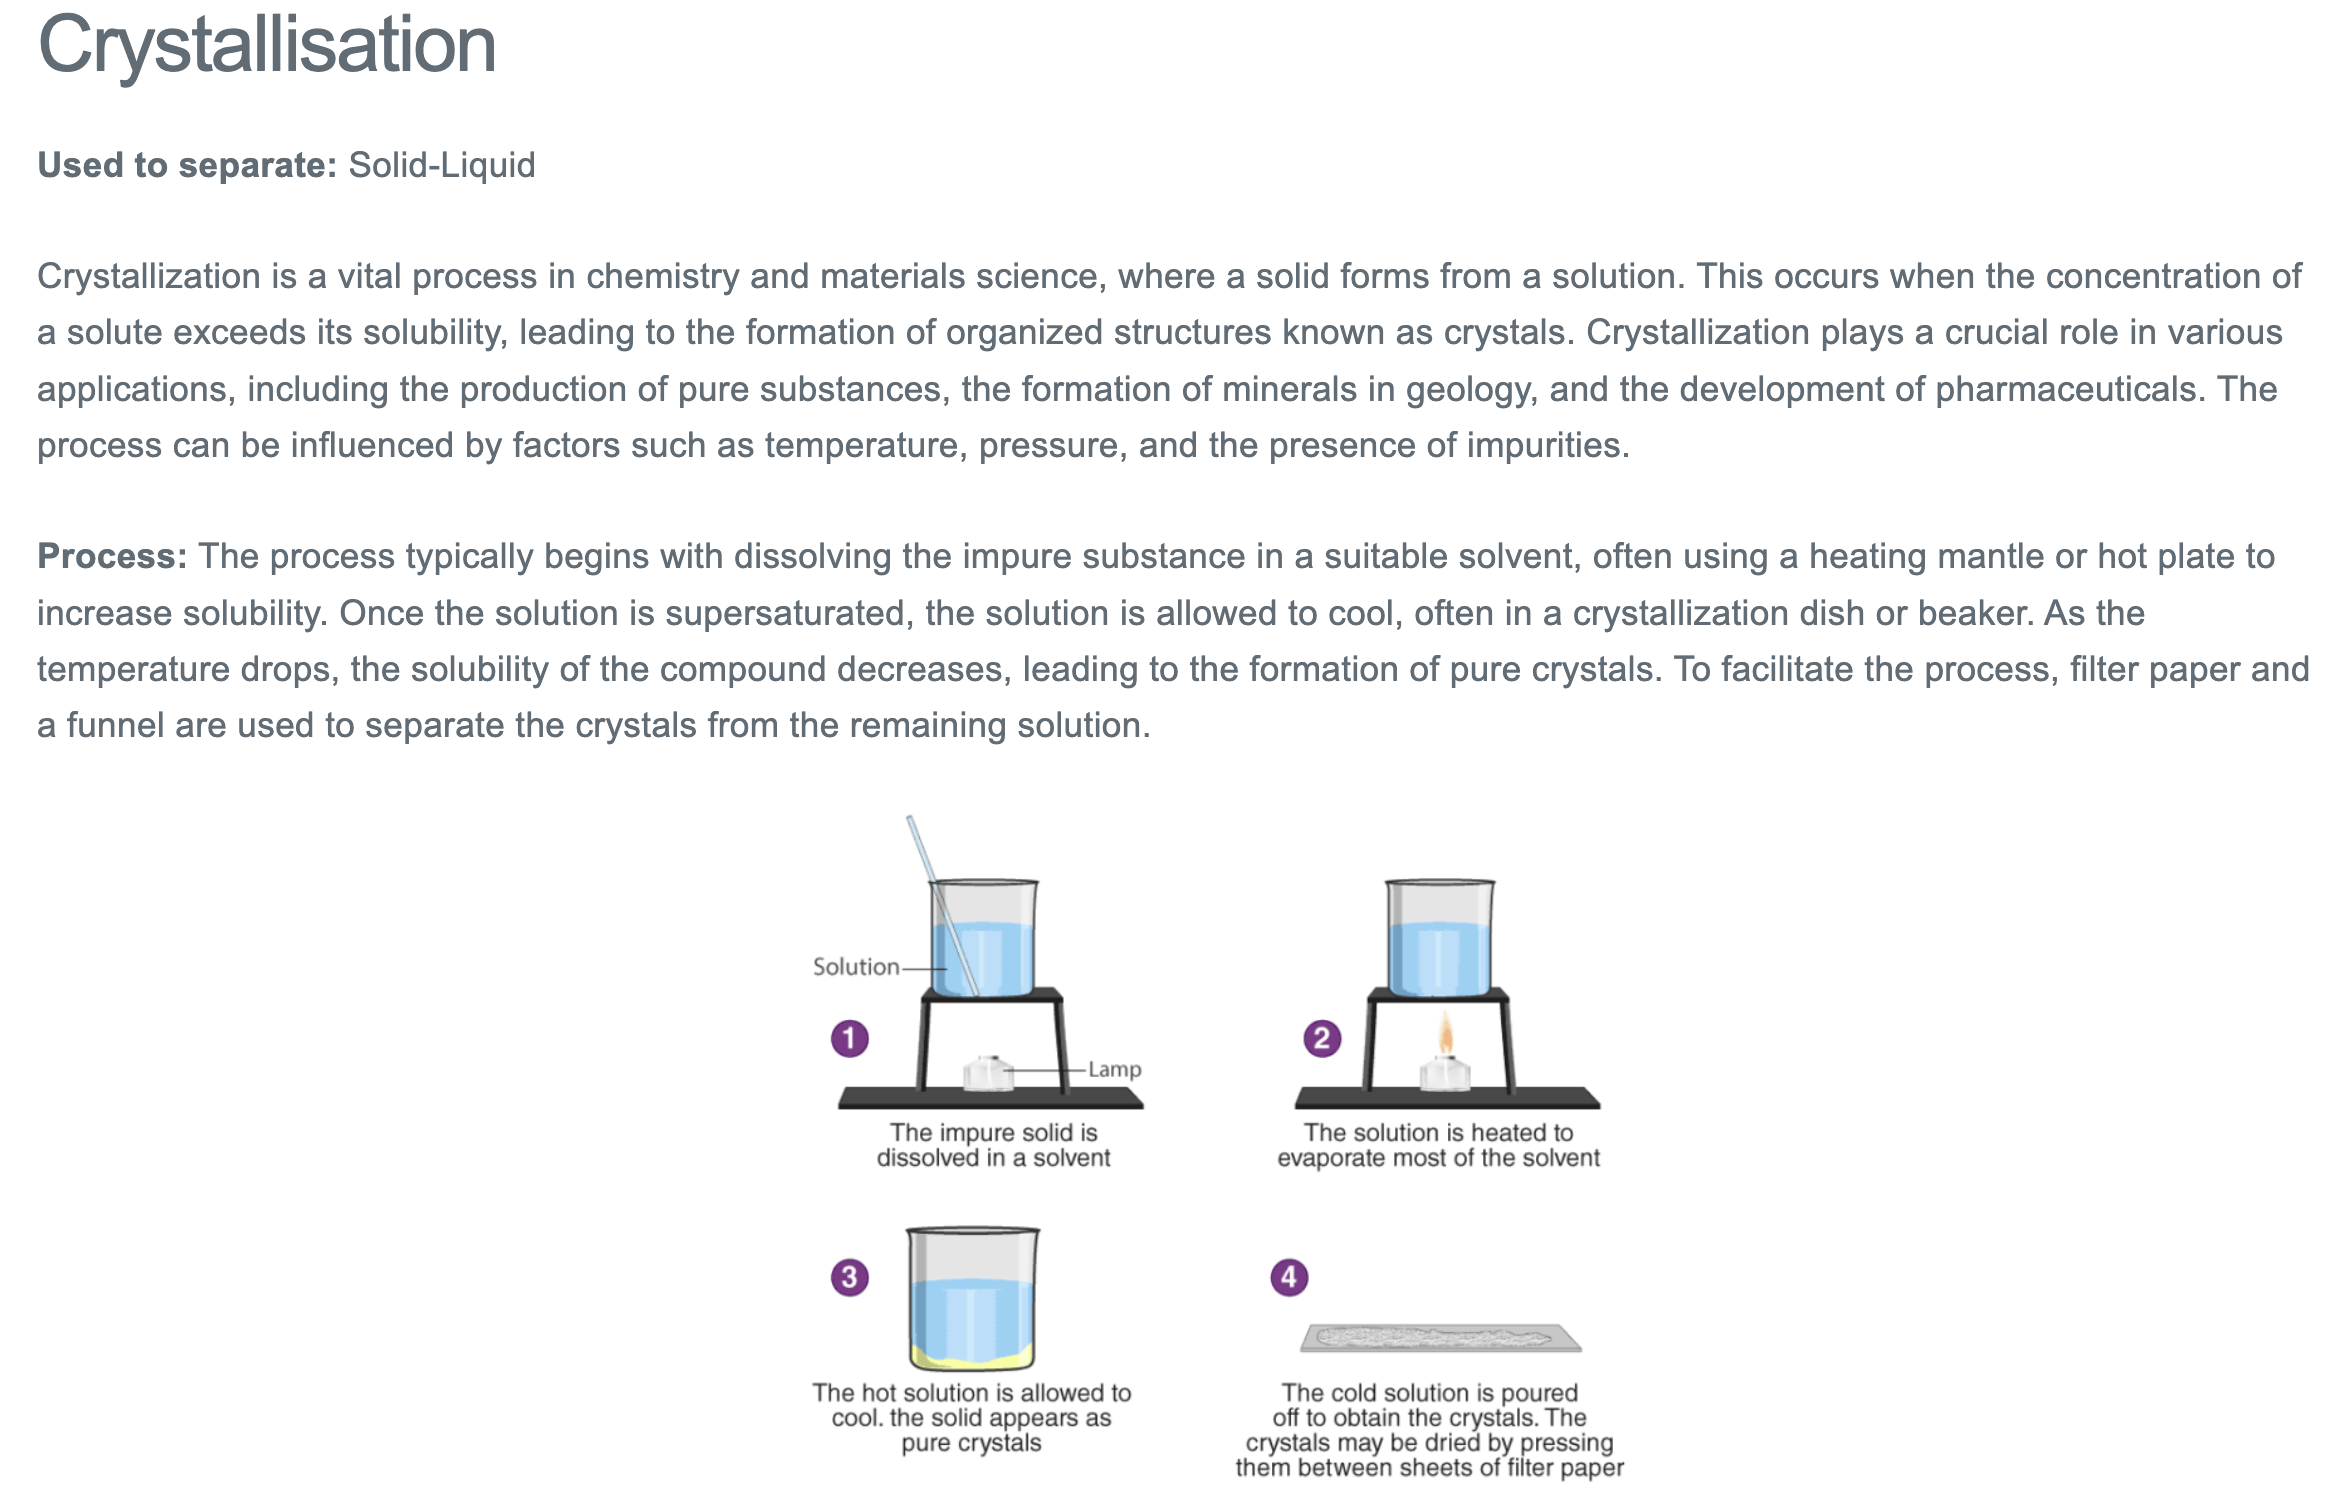 Crystallisation
Used to separate: Solid-Liquid
Crystallization is a vital process in chemistry and materials science, where a solid forms from a solution. This occurs when the concentration of
a solute exceeds its solubility, leading to the formation of organized structures known as crystals. Crystallization plays a crucial role in various
applications, including the production of pure substances, the formation of minerals in geology, and the development of pharmaceuticals. The
process can be influenced by factors such as temperature, pressure, and the presence of impurities.
Process: The process typically begins with dissolving the impure substance in a suitable solvent, often using a heating mantle or hot plate to
increase solubility. Once the solution is supersaturated, the solution is allowed to cool, often in a crystallization dish or beaker. As the
temperature drops, the solubility of the compound decreases, leading to the formation of pure crystals. To facilitate the process, filter paper and
a funnel are used to separate the crystals from the remaining solution.
Solution
1
Lamp
The impure solid is
dissolved in a solvent
2
The solution is heated to
evaporate most of the solvent
3
The hot solution is allowed to
cool. the solid appears as
pure crystals
4
The cold solution is poured
off to obtain the crystals. The
crystals may be dried by pressing
them between sheets of filter paper